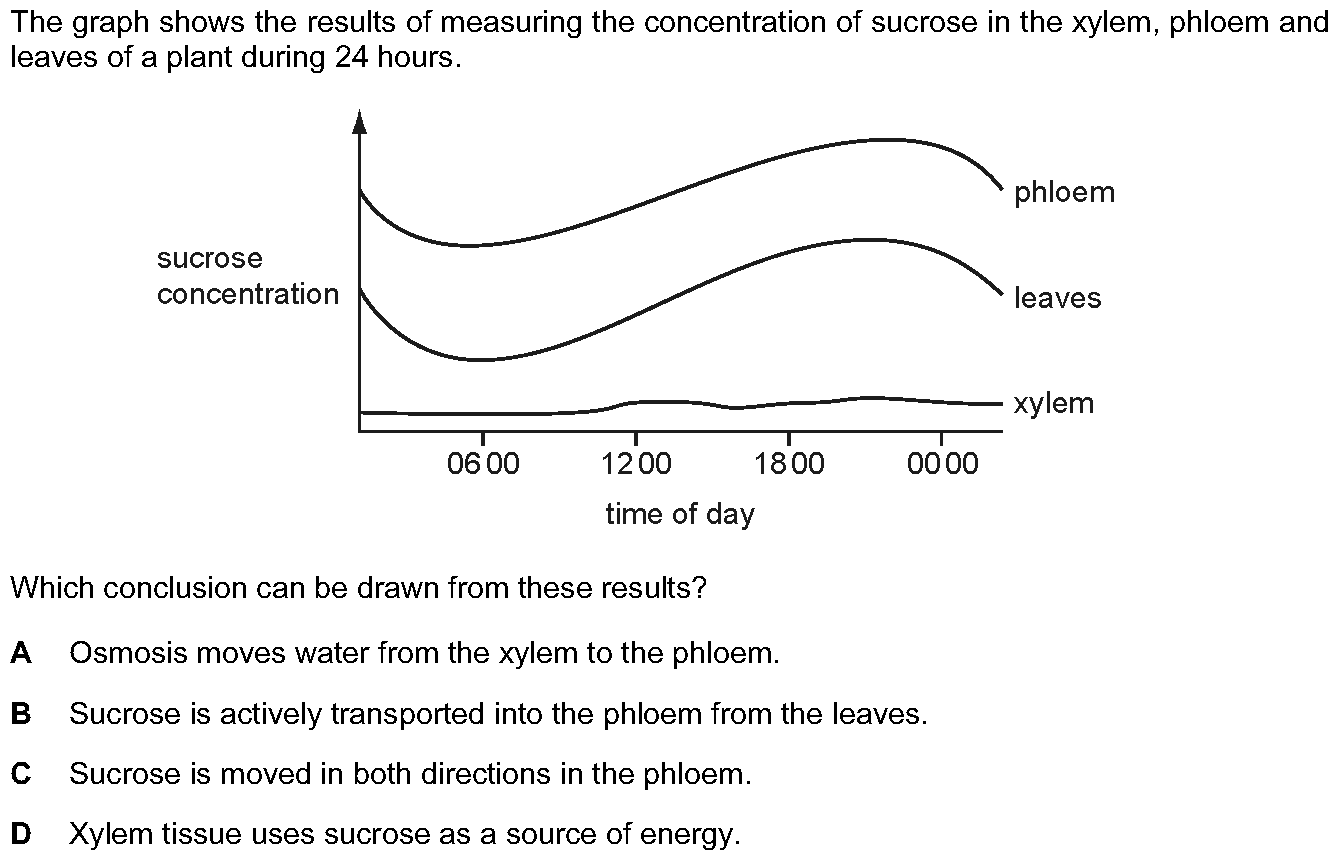 The graph shows the results of measuring the concentration of sucrose in the xylem, phloem and
leaves of a plant during 24 hours.
phloem
sucrose
concentration
leaves
xylem
0600 1200 1800 0000
time of day
Which conclusion can be drawn from these results?
A Osmosis moves water from the xylem to the phloem.
B Sucrose is actively transported into the phloem from the leaves.
C Sucrose is moved in both directions in the phloem.
D Xylem tissue uses sucrose as a source of energy.